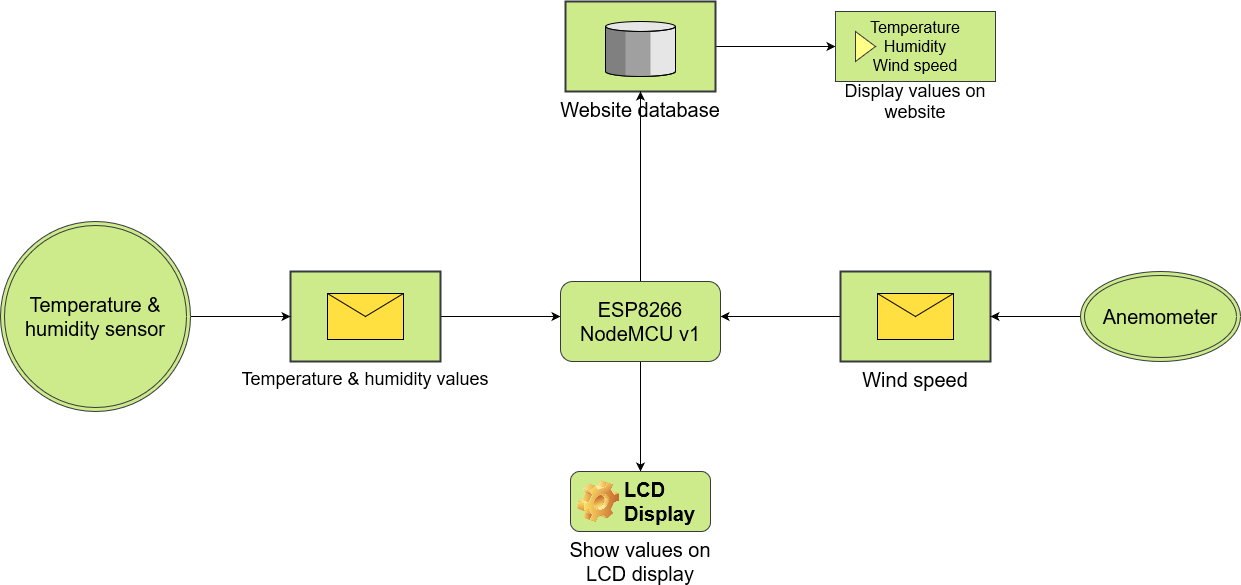 Temperature
Humidity
Wind speed
Website database
Display values on
website
Temperature &
humidity sensor
Temperature & humidity values
ESP8266
NodeMCU v1
Wind speed
Anemometer
LCD
Display
Show values on
LCD display